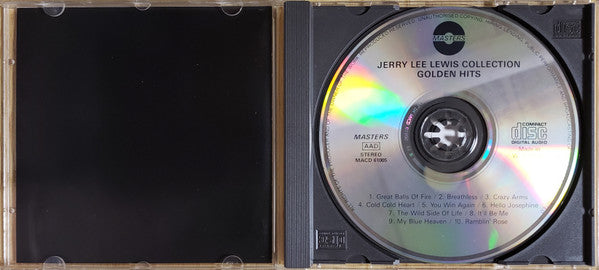 MASTERS
JERRY LEE LEWIS COLLECTION
GOLDEN HITS
MASTERS
AAD
STEREO
MACD 61005
COMPACT
disc
DIGITAL AUDIO
1. Great Balls Of Fire / 2. Breathless / 3. Crazy Arms
4. Cold Cold Heart / 5. You Win Again / 6. Hello Josephine
7. The Wild Side Of Life / 8. It'll Be Me
9. My Blue Heaven / 10. Ramblin' Rose